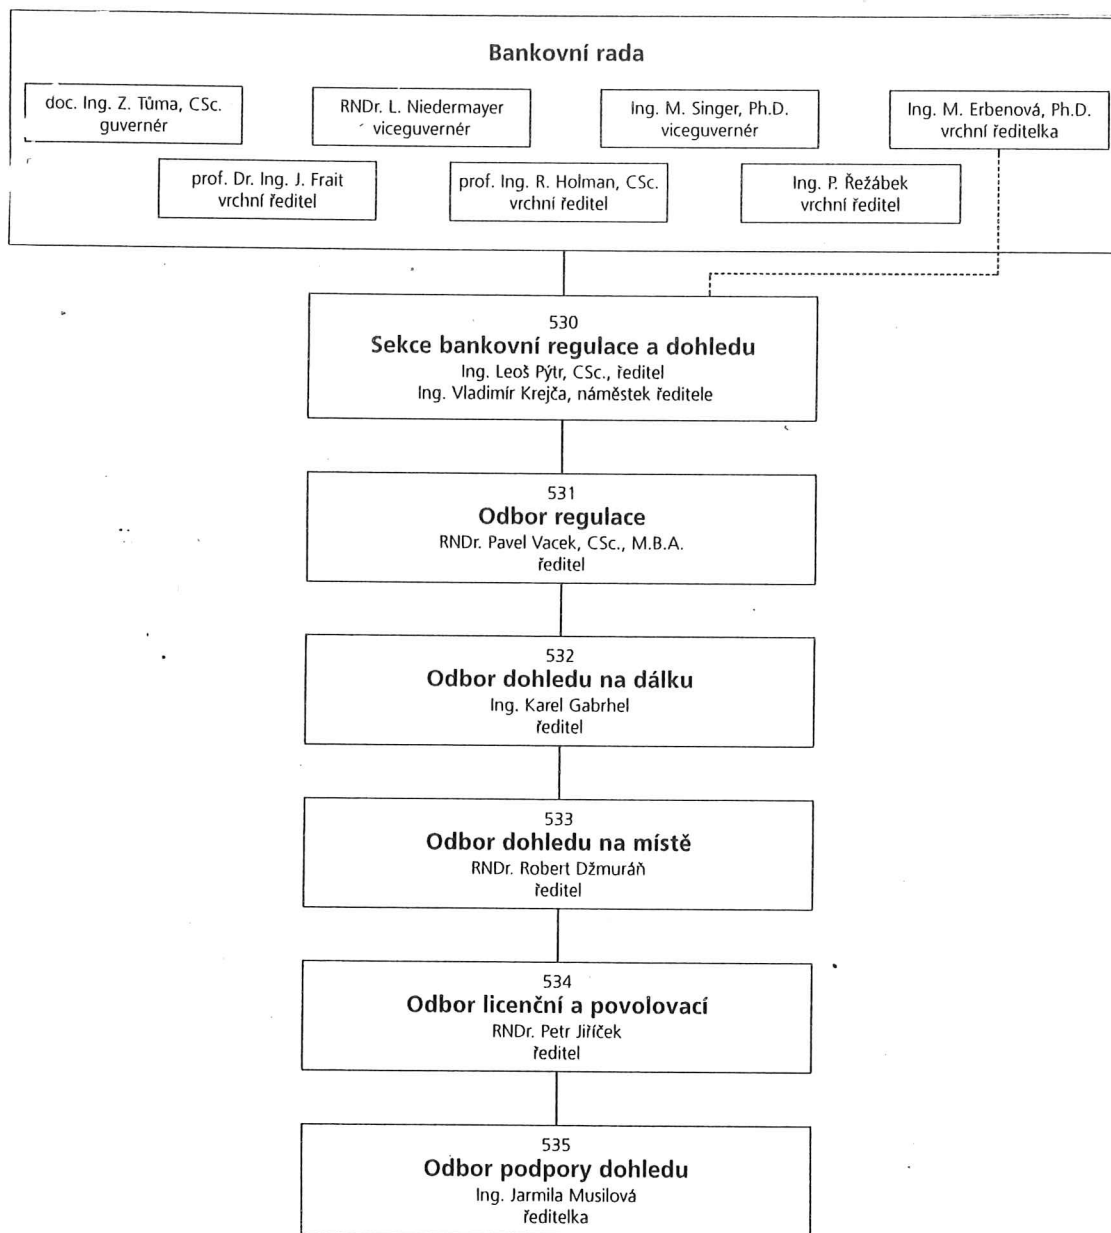 Bankovní rada
doc. Ing. Z. Tůma, CSc.
guvernér
RNDr. L. Niedermayer
viceguvernér
Ing. M. Singer, Ph.D.
viceguvernér
Ing. M. Erbenová, Ph.D.
vrchní ředitelka
prof. Dr. Ing. J. Frait
vrchní ředitel
prof. Ing. R. Holman, CSc.
vrchní ředitel
Ing. P. Řežábek
vrchní ředitel
530
Sekce bankovní regulace a dohledu
Ing. Leoš Pýtr, CSc., ředitel
Ing. Vladimír Krejča, náměstek ředitele
531
Odbor regulace
RNDr. Pavel Vacek, CSc., M.B.A.
ředitel
532
Odbor dohledu na dálku
Ing. Karel Gabrhel
ředitel
533
Odbor dohledu na místě
RNDr. Robert Džmuráň
ředitel
534
Odbor licenční a povolovací
RNDr. Petr Jiříček
ředitel
535
Odbor podpory dohledu
Ing. Jarmila Musilová
ředitelka